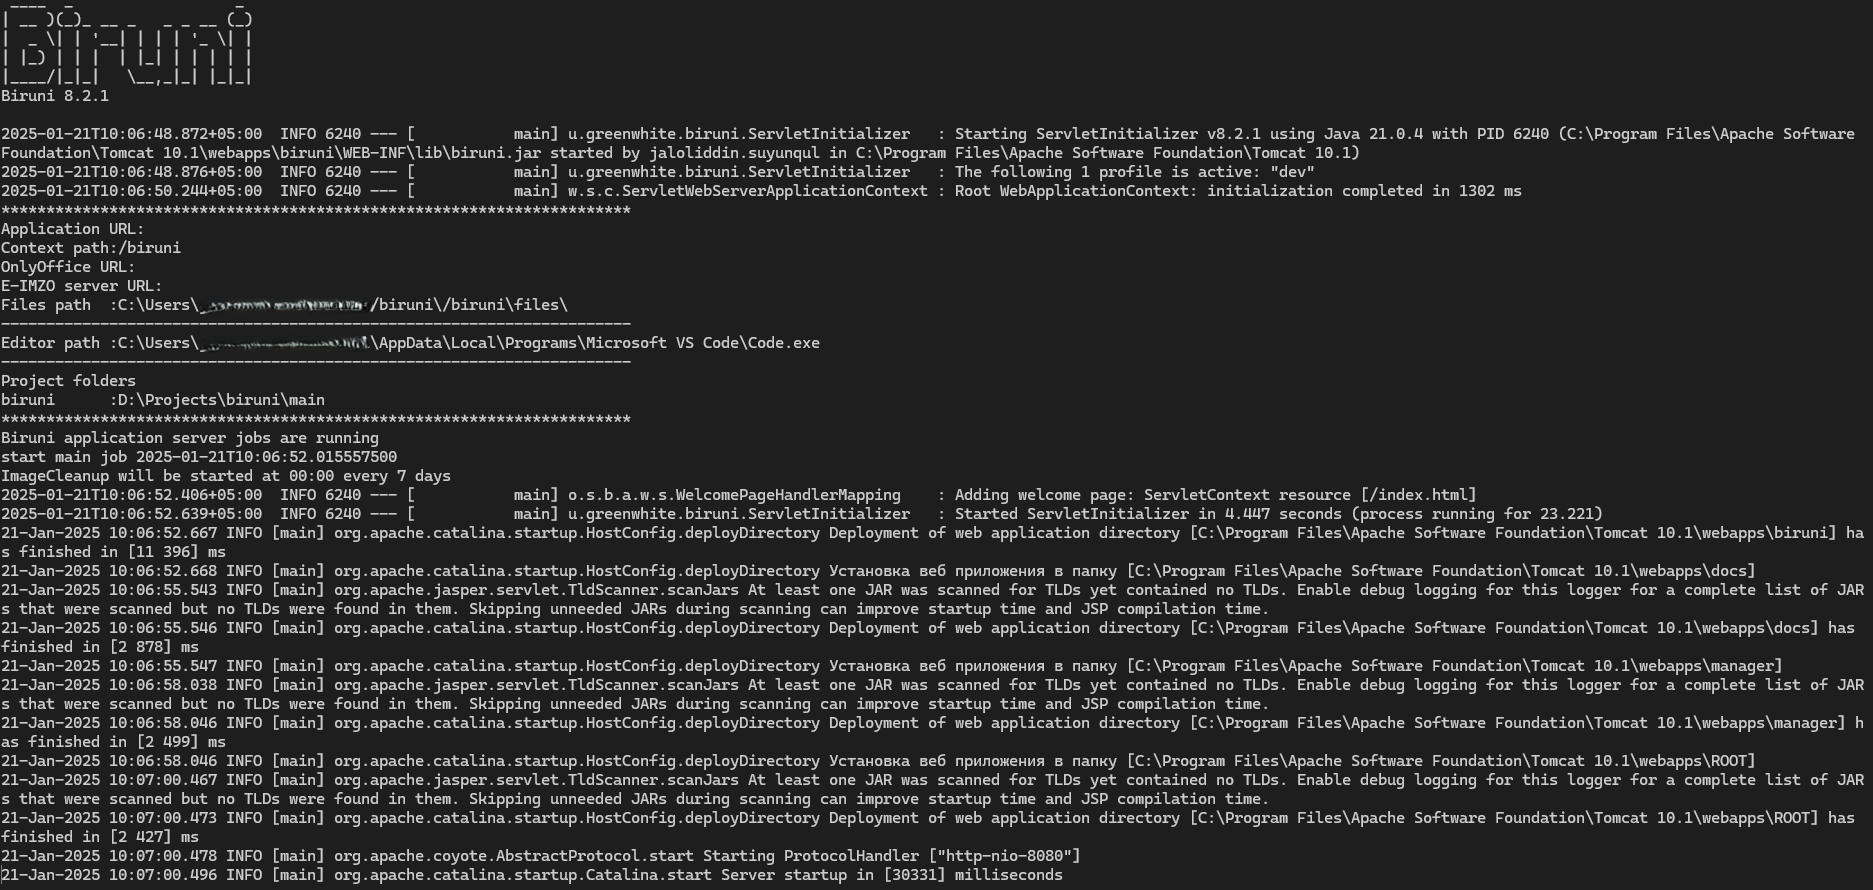 Biruni
Biruni 8.2.1
2025-01-21T10:06:48.872+05:00  INFO 6240 --- [           main] u.greenwhite.biruni.ServletInitializer   : Starting ServletInitializer v8.2.1 using Java 21.0.4 with PID 6240 (C:\Program Files\Apache Software
Foundation\Tomcat 10.1\webapps\biruni\WEB-INF\lib\biruni.jar started by jaloliddin.suyunqul in C:\Program Files\Apache Software Foundation\Tomcat 10.1)
2025-01-21T10:06:48.876+05:00  INFO 6240 --- [           main] u.greenwhite.biruni.ServletInitializer   : The following 1 profile is active: "dev"
2025-01-21T10:06:50.244+05:00  INFO 6240 --- [           main] w.s.c.ServletWebServerApplicationContext : Root WebApplicationContext: initialization completed in 1302 ms
**********************************************************************
Application URL:
Context path:/biruni
OnlyOffice URL:
E-IMZO server URL:
Files path  :C:\Users\ /biruni\/biruni\files\
----------------------------------------------------------------------
Editor path :C:\Users\ \AppData\Local\Programs\Microsoft VS Code\Code.exe
----------------------------------------------------------------------
Project folders
biruni      :D:\Projects\biruni\main
**********************************************************************
Biruni application server jobs are running
start main job 2025-01-21T10:06:52.015557500
ImageCleanup will be started at 00:00 every 7 days
2025-01-21T10:06:52.406+05:00  INFO 6240 --- [           main] o.s.b.a.w.s.WelcomePageHandlerMapping    : Adding welcome page: ServletContext resource [/index.html]
2025-01-21T10:06:52.639+05:00  INFO 6240 --- [           main] u.greenwhite.biruni.ServletInitializer   : Started ServletInitializer in 4.447 seconds (process running for 23.221)
21-Jan-2025 10:06:52.667 INFO [main] org.apache.catalina.startup.HostConfig.deployDirectory Deployment of web application directory [C:\Program Files\Apache Software Foundation\Tomcat 10.1\webapps\biruni] ha
s finished in [11 396] ms
21-Jan-2025 10:06:52.668 INFO [main] org.apache.catalina.startup.HostConfig.deployDirectory Установка веб приложения в папку [C:\Program Files\Apache Software Foundation\Tomcat 10.1\webapps\docs]
21-Jan-2025 10:06:55.543 INFO [main] org.apache.jasper.servlet.TldScanner.scanJars At least one JAR was scanned for TLDs yet contained no TLDs. Enable debug logging for this logger for a complete list of JAR
s that were scanned but no TLDs were found in them. Skipping unneeded JARs during scanning can improve startup time and JSP compilation time.
21-Jan-2025 10:06:55.546 INFO [main] org.apache.catalina.startup.HostConfig.deployDirectory Deployment of web application directory [C:\Program Files\Apache Software Foundation\Tomcat 10.1\webapps\docs] has
finished in [2 878] ms
21-Jan-2025 10:06:55.547 INFO [main] org.apache.catalina.startup.HostConfig.deployDirectory Установка веб приложения в папку [C:\Program Files\Apache Software Foundation\Tomcat 10.1\webapps\manager]
21-Jan-2025 10:06:58.038 INFO [main] org.apache.jasper.servlet.TldScanner.scanJars At least one JAR was scanned for TLDs yet contained no TLDs. Enable debug logging for this logger for a complete list of JAR
s that were scanned but no TLDs were found in them. Skipping unneeded JARs during scanning can improve startup time and JSP compilation time.
21-Jan-2025 10:06:58.046 INFO [main] org.apache.catalina.startup.HostConfig.deployDirectory Deployment of web application directory [C:\Program Files\Apache Software Foundation\Tomcat 10.1\webapps\manager] h
as finished in [2 499] ms
21-Jan-2025 10:06:58.046 INFO [main] org.apache.catalina.startup.HostConfig.deployDirectory Установка веб приложения в папку [C:\Program Files\Apache Software Foundation\Tomcat 10.1\webapps\ROOT]
21-Jan-2025 10:07:00.467 INFO [main] org.apache.jasper.servlet.TldScanner.scanJars At least one JAR was scanned for TLDs yet contained no TLDs. Enable debug logging for this logger for a complete list of JAR
s that were scanned but no TLDs were found in them. Skipping unneeded JARs during scanning can improve startup time and JSP compilation time.
21-Jan-2025 10:07:00.473 INFO [main] org.apache.catalina.startup.HostConfig.deployDirectory Deployment of web application directory [C:\Program Files\Apache Software Foundation\Tomcat 10.1\webapps\ROOT] has
finished in [2 427] ms
21-Jan-2025 10:07:00.478 INFO [main] org.apache.coyote.AbstractProtocol.start Starting ProtocolHandler ["http-nio-8080"]
21-Jan-2025 10:07:00.496 INFO [main] org.apache.catalina.startup.Catalina.start Server startup in [30331] milliseconds